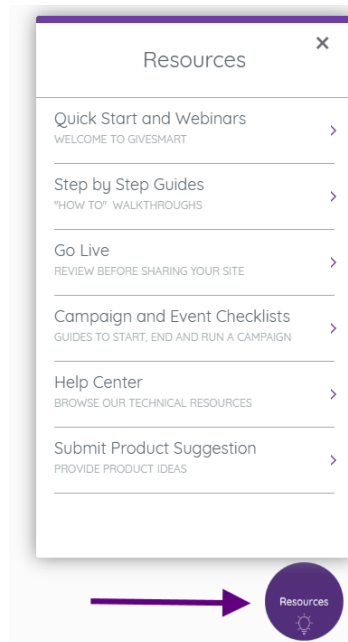 Resources
Quick Start and Webinars
WELCOME TO GIVESMART
Step by Step Guides
"HOW TO" WALKTHROUGHS
Go Live
REVIEW BEFORE SHARING YOUR SITE
Campaign and Event Checklists
GUIDES TO START, END AND RUN A CAMPAIGN
Help Center
BROWSE OUR TECHNICAL RESOURCES
Submit Product Suggestion
PROVIDE PRODUCT IDEAS
Resources